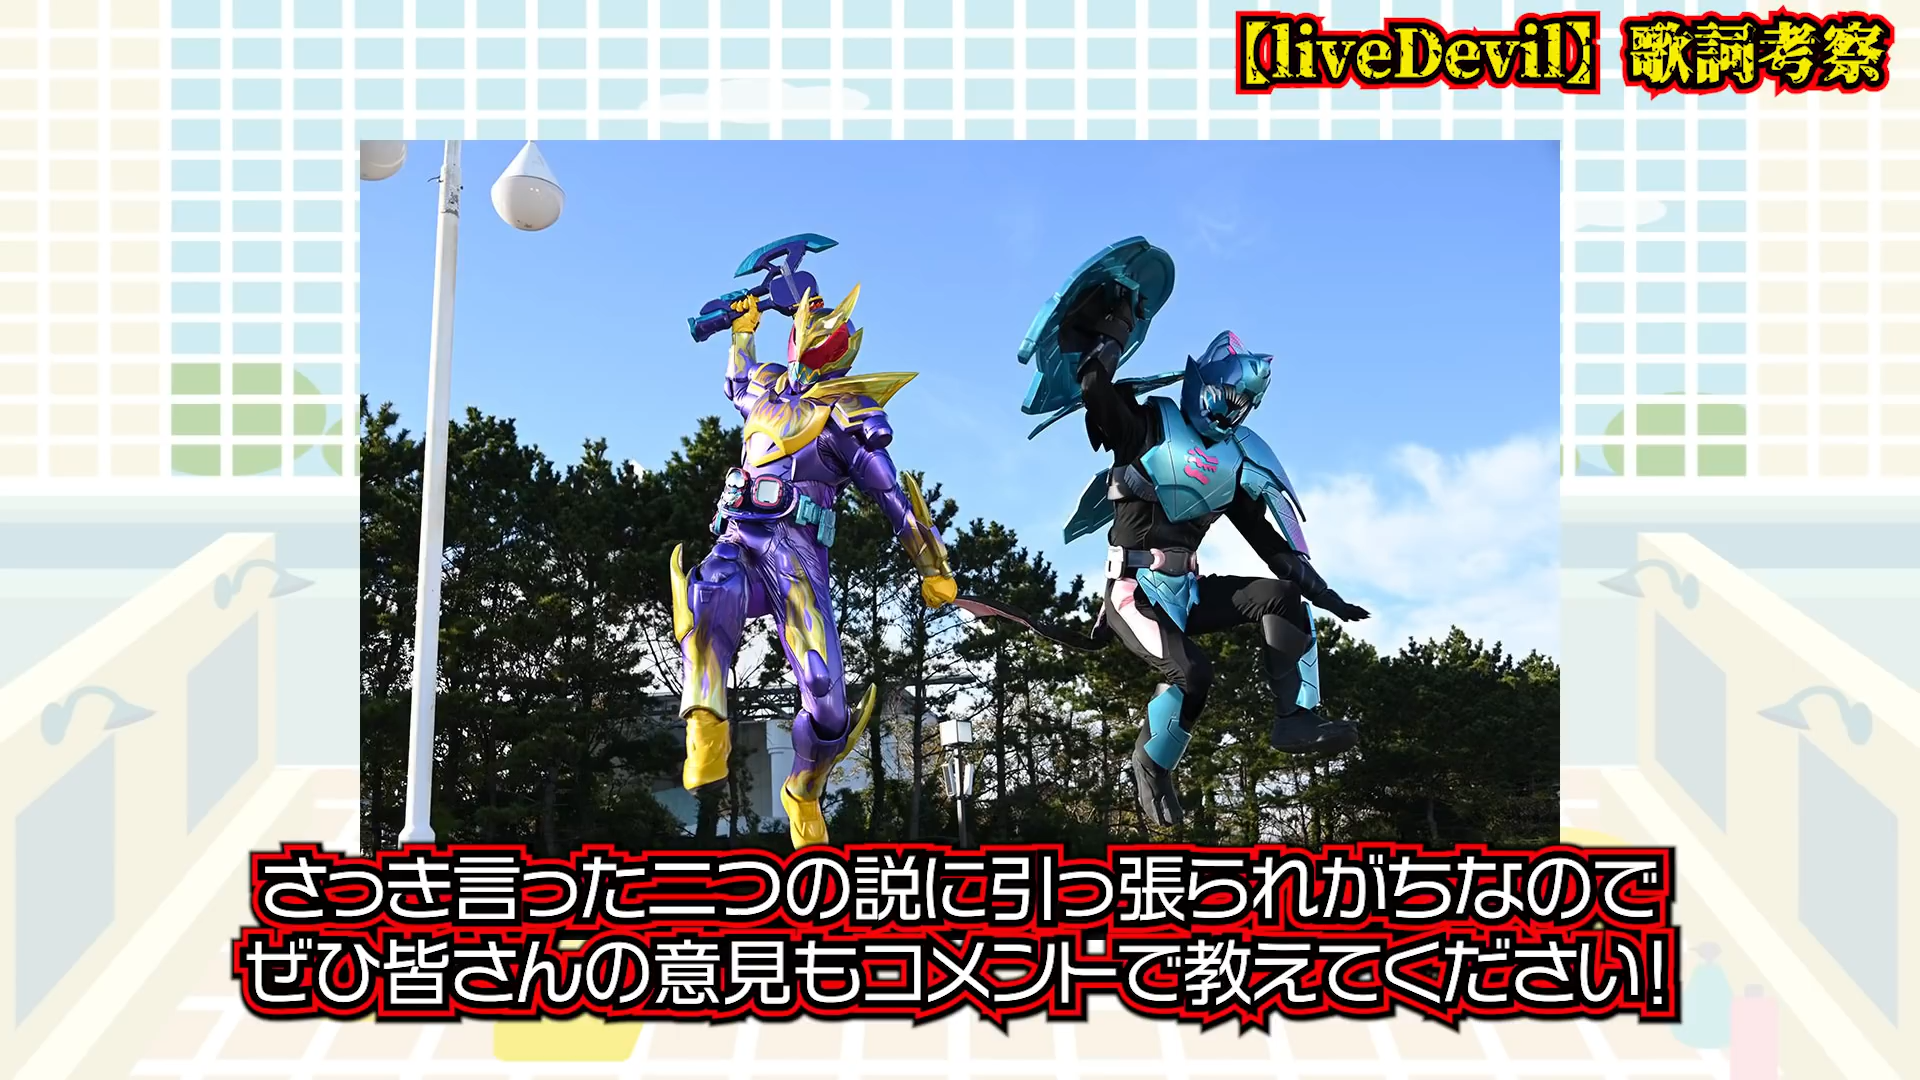 【liveDevil】歌詞考察
さっき言った二つの説に引っ張られがちなので
ぜひ皆さんの意見もコメントで教えてください！